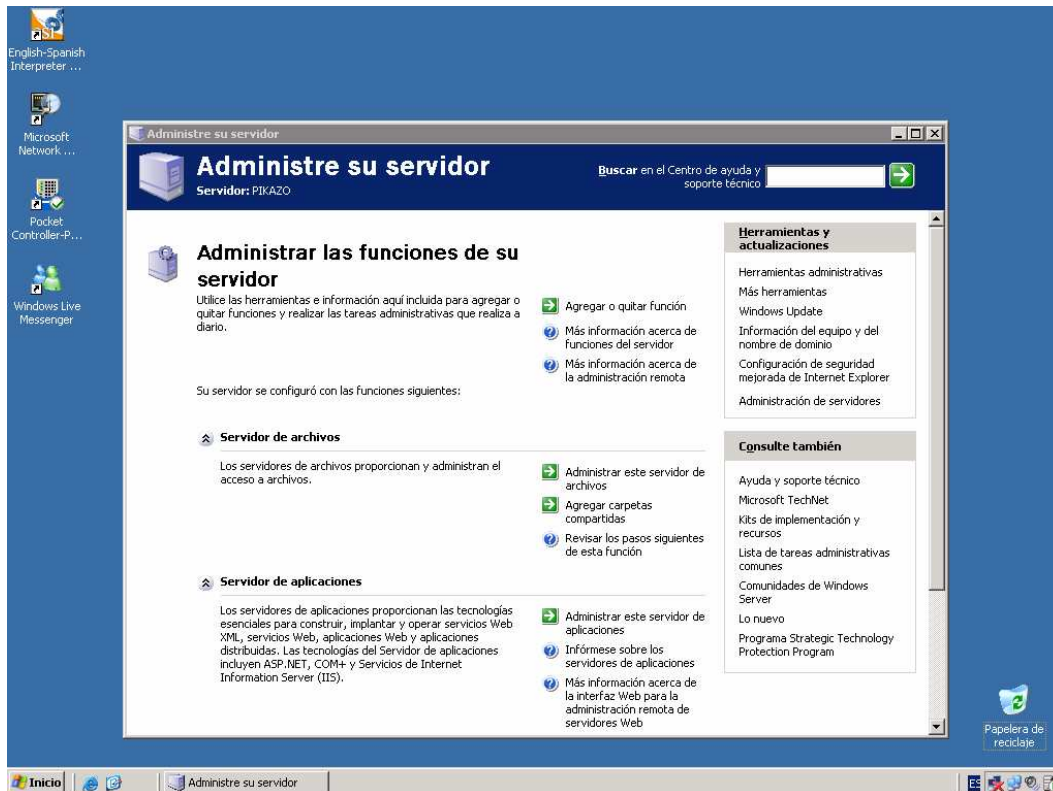 English-Spanish
Interpreter ...
Microsoft
Network ...
Pocket
Controller-P...
Windows Live
Messenger
Administre su servidor
Administre su servidor
Servidor: PIKAZO
Buscar en el Centro de ayuda y
soporte técnico
Administrar las funciones de su
servidor
Utilice las herramientas e información aquí incluida para agregar o
quitar funciones y realizar las tareas administrativas que realiza a
diario.
Agregar o quitar función
Más información acerca de
funciones del servidor
Más información acerca de
la administración remota
Su servidor se configuró con las funciones siguientes:
Servidor de archivos
Los servidores de archivos proporcionan y administran el
acceso a archivos.
Administrar este servidor de
archivos
Agregar carpetas
compartidas
Revisar los pasos siguientes
de esta función
Servidor de aplicaciones
Los servidores de aplicaciones proporcionan las tecnologías
esenciales para construir, implantar y operar servicios Web
XML, servicios Web, aplicaciones Web y aplicaciones
distribuidas. Las tecnologías del Servidor de aplicaciones
incluyen ASP.NET, COM+ y Servicios de Internet
Information Server (IIS).
Administrar este servidor de
aplicaciones
Infórmese sobre los
servidores de aplicaciones
Más información acerca de
la interfaz Web para la
administración remota de
servidores Web
Herramientas y
actualizaciones
Herramientas administrativas
Más herramientas
Windows Update
Información del equipo y del
nombre de dominio
Configuración de seguridad
mejorada de Internet Explorer
Administración de servidores
Consulte también
Ayuda y soporte técnico
Microsoft TechNet
Kits de implementación y
recursos
Lista de tareas administrativas
comunes
Comunidades de Windows
Server
Lo nuevo
Programa Strategic Technology
Protection Program
Papelera de
reciclaje
Inicio
Administre su servidor
ES